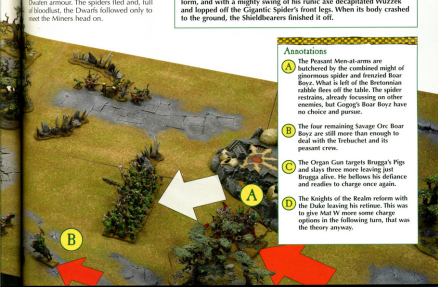 Dwarfen armour. The spiders fled and, full
of bloodlust, the Dwarfs followed only to
meet the Miners head on.
form, and with a mighty swing of his runic axe decapitated Wuzzek
and lopped off the Gigantic Spider's front legs. When its body crashed
to the ground, the Shieldbearers finished it off.
Annotations
A The Peasant Men-at-arms are
butchered by the combined might of
ginormous spider and frenzied Boar
Boyz. What is left of the Bretonnian
rabble flees off the table. The spider
restrains, already focussing on other
enemies, but Gogog's Boar Boyz have
no choice and pursue.
B The four remaining Savage Orc Boar
Boyz are still more than enough to
deal with the Trebuchet and its
peasant crew.
C The Organ Gun targets Brugga's Pigs
and slays three more leaving just
Brugga alive. He bellows his defiance
and readies to charge once again.
D The Knights of the Realm reform with
the Duke leaving his retinue. This was
to give Mat W more some charge
options in the following turn, that was
the theory anyway.
A
B